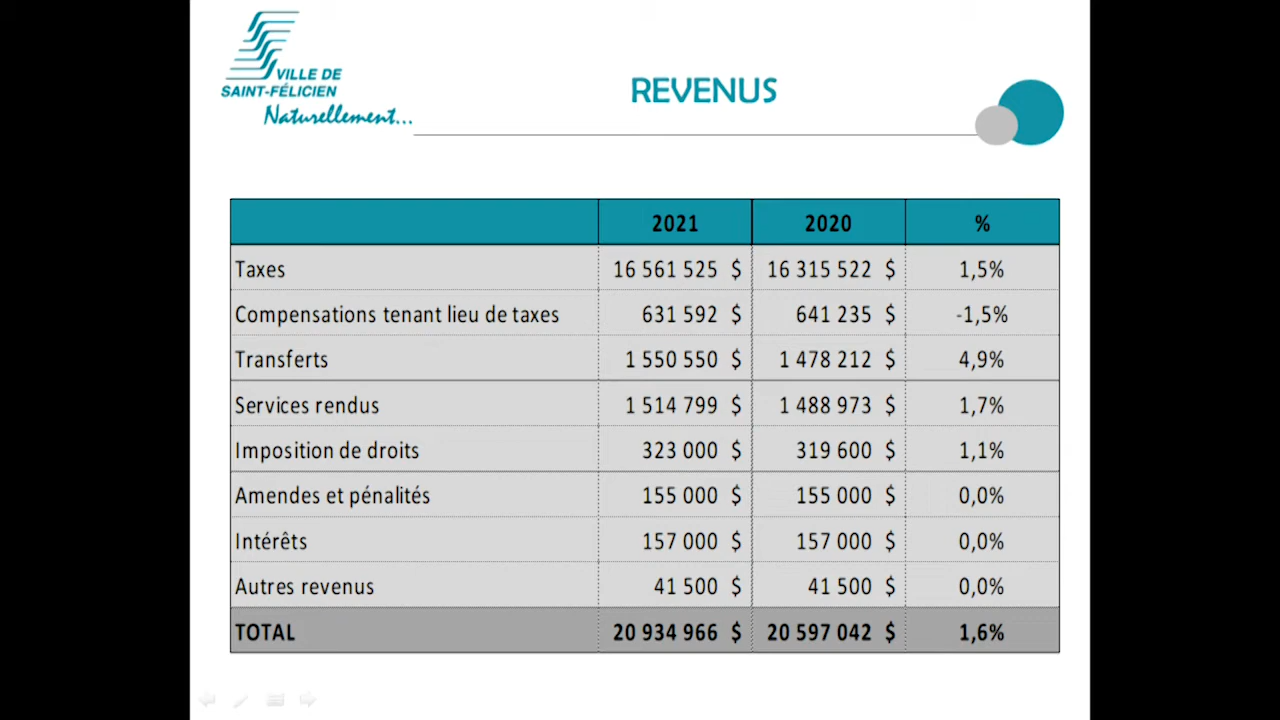 VILLE DE
SAINT-FÉLICIEN
Naturellement...
REVENUS
2021 2020 %
Taxes 16 561 525 $ 16 315 522 $ 1,5%
Compensations tenant lieu de taxes 631 592 $ 641 235 $ -1,5%
Transferts 1 550 550 $ 1 478 212 $ 4,9%
Services rendus 1 514 799 $ 1 488 973 $ 1,7%
Imposition de droits 323 000 $ 319 600 $ 1,1%
Amendes et pénalités 155 000 $ 155 000 $ 0,0%
Intérêts 157 000 $ 157 000 $ 0,0%
Autres revenus 41 500 $ 41 500 $ 0,0%
TOTAL 20 934 966 $ 20 597 042 $ 1,6%